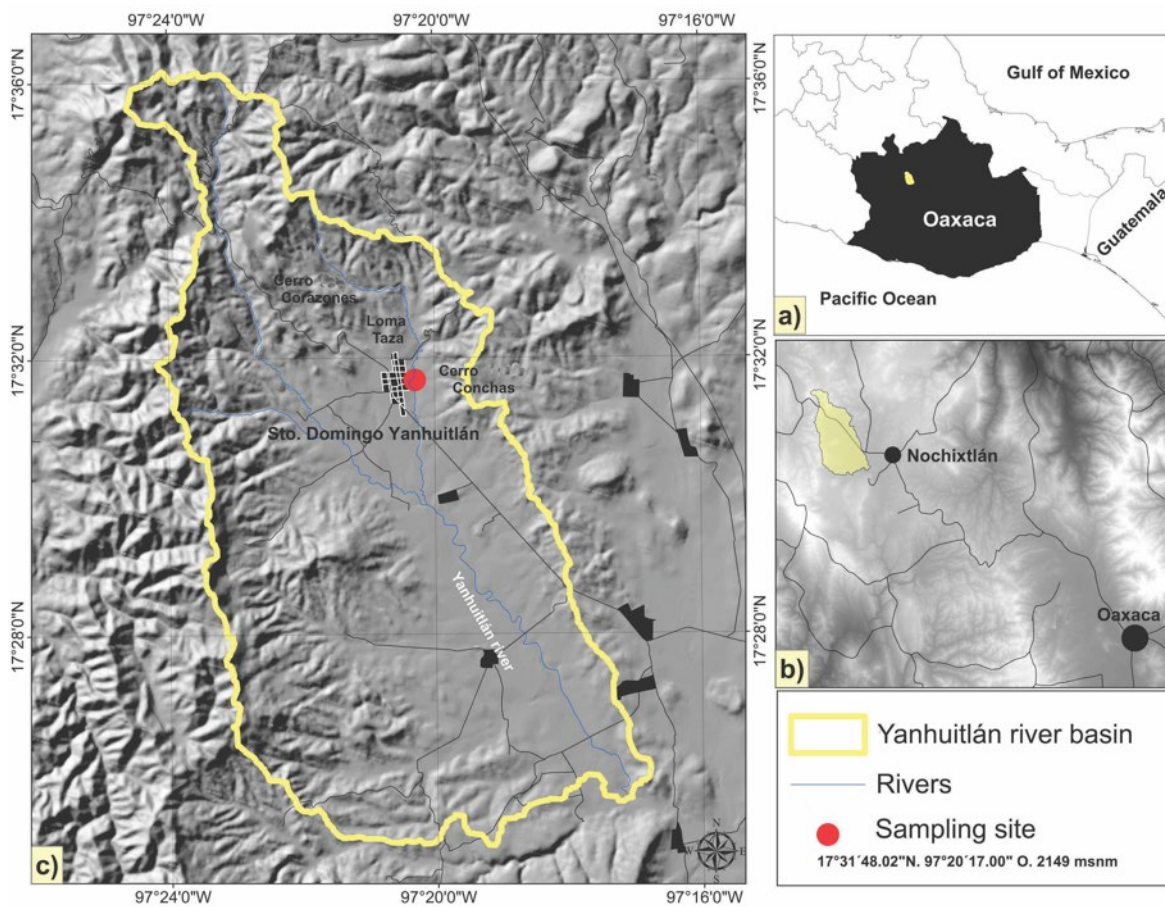 97°24'0"W
97°20'0"W
97°16'0"W
17°36'0"N
17°32'0"N
17°28'0"N
Cerro
Corazones
Loma
Taza
Cerro
Conchas
Sto. Domingo Yanhuitlán
Yanhuitlán river
c)
N
W
E
S
17°36'0"N
17°32'0"N
17°28'0"N
97°24'0"W
97°20'0"W
97°16'0"W
Gulf of Mexico
Oaxaca
Guatemala
Pacific Ocean
a)
Nochixtlán
Oaxaca
b)
Yanhuitlán river basin
Rivers
Sampling site
17°31´48.02"N. 97°20'17.00" O. 2149 msnm